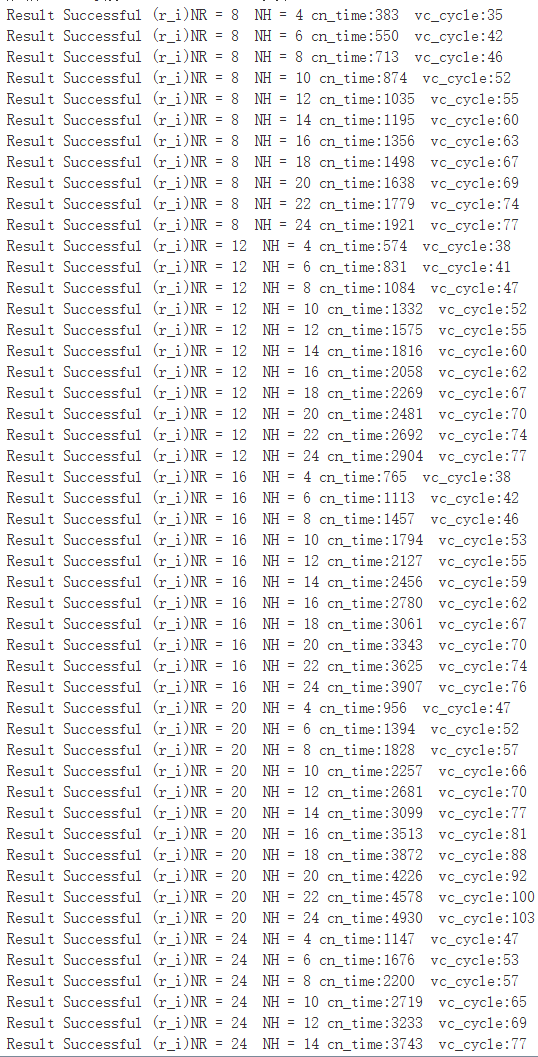 Result Successful (r_i)NR = 8  NH = 4 cn_time:383  vc_cycle:35
Result Successful (r_i)NR = 8  NH = 6 cn_time:550  vc_cycle:42
Result Successful (r_i)NR = 8  NH = 8 cn_time:713  vc_cycle:46
Result Successful (r_i)NR = 8  NH = 10 cn_time:874  vc_cycle:52
Result Successful (r_i)NR = 8  NH = 12 cn_time:1035  vc_cycle:55
Result Successful (r_i)NR = 8  NH = 14 cn_time:1195  vc_cycle:60
Result Successful (r_i)NR = 8  NH = 16 cn_time:1356  vc_cycle:63
Result Successful (r_i)NR = 8  NH = 18 cn_time:1498  vc_cycle:67
Result Successful (r_i)NR = 8  NH = 20 cn_time:1638  vc_cycle:69
Result Successful (r_i)NR = 8  NH = 22 cn_time:1779  vc_cycle:74
Result Successful (r_i)NR = 8  NH = 24 cn_time:1921  vc_cycle:77
Result Successful (r_i)NR = 12  NH = 4 cn_time:574  vc_cycle:38
Result Successful (r_i)NR = 12  NH = 6 cn_time:831  vc_cycle:41
Result Successful (r_i)NR = 12  NH = 8 cn_time:1084  vc_cycle:47
Result Successful (r_i)NR = 12  NH = 10 cn_time:1332  vc_cycle:52
Result Successful (r_i)NR = 12  NH = 12 cn_time:1575  vc_cycle:55
Result Successful (r_i)NR = 12  NH = 14 cn_time:1816  vc_cycle:60
Result Successful (r_i)NR = 12  NH = 16 cn_time:2058  vc_cycle:62
Result Successful (r_i)NR = 12  NH = 18 cn_time:2269  vc_cycle:67
Result Successful (r_i)NR = 12  NH = 20 cn_time:2481  vc_cycle:70
Result Successful (r_i)NR = 12  NH = 22 cn_time:2692  vc_cycle:74
Result Successful (r_i)NR = 12  NH = 24 cn_time:2904  vc_cycle:77
Result Successful (r_i)NR = 16  NH = 4 cn_time:765  vc_cycle:38
Result Successful (r_i)NR = 16  NH = 6 cn_time:1113  vc_cycle:42
Result Successful (r_i)NR = 16  NH = 8 cn_time:1457  vc_cycle:46
Result Successful (r_i)NR = 16  NH = 10 cn_time:1794  vc_cycle:53
Result Successful (r_i)NR = 16  NH = 12 cn_time:2127  vc_cycle:55
Result Successful (r_i)NR = 16  NH = 14 cn_time:2456  vc_cycle:59
Result Successful (r_i)NR = 16  NH = 16 cn_time:2780  vc_cycle:62
Result Successful (r_i)NR = 16  NH = 18 cn_time:3061  vc_cycle:67
Result Successful (r_i)NR = 16  NH = 20 cn_time:3343  vc_cycle:70
Result Successful (r_i)NR = 16  NH = 22 cn_time:3625  vc_cycle:74
Result Successful (r_i)NR = 16  NH = 24 cn_time:3907  vc_cycle:76
Result Successful (r_i)NR = 20  NH = 4 cn_time:956  vc_cycle:47
Result Successful (r_i)NR = 20  NH = 6 cn_time:1394  vc_cycle:52
Result Successful (r_i)NR = 20  NH = 8 cn_time:1828  vc_cycle:57
Result Successful (r_i)NR = 20  NH = 10 cn_time:2257  vc_cycle:66
Result Successful (r_i)NR = 20  NH = 12 cn_time:2681  vc_cycle:70
Result Successful (r_i)NR = 20  NH = 14 cn_time:3099  vc_cycle:77
Result Successful (r_i)NR = 20  NH = 16 cn_time:3513  vc_cycle:81
Result Successful (r_i)NR = 20  NH = 18 cn_time:3872  vc_cycle:88
Result Successful (r_i)NR = 20  NH = 20 cn_time:4226  vc_cycle:92
Result Successful (r_i)NR = 20  NH = 22 cn_time:4578  vc_cycle:100
Result Successful (r_i)NR = 20  NH = 24 cn_time:4930  vc_cycle:103
Result Successful (r_i)NR = 24  NH = 4 cn_time:1147  vc_cycle:47
Result Successful (r_i)NR = 24  NH = 6 cn_time:1676  vc_cycle:53
Result Successful (r_i)NR = 24  NH = 8 cn_time:2200  vc_cycle:57
Result Successful (r_i)NR = 24  NH = 10 cn_time:2719  vc_cycle:65
Result Successful (r_i)NR = 24  NH = 12 cn_time:3233  vc_cycle:69
Result Successful (r_i)NR = 24  NH = 14 cn_time:3743  vc_cycle:77